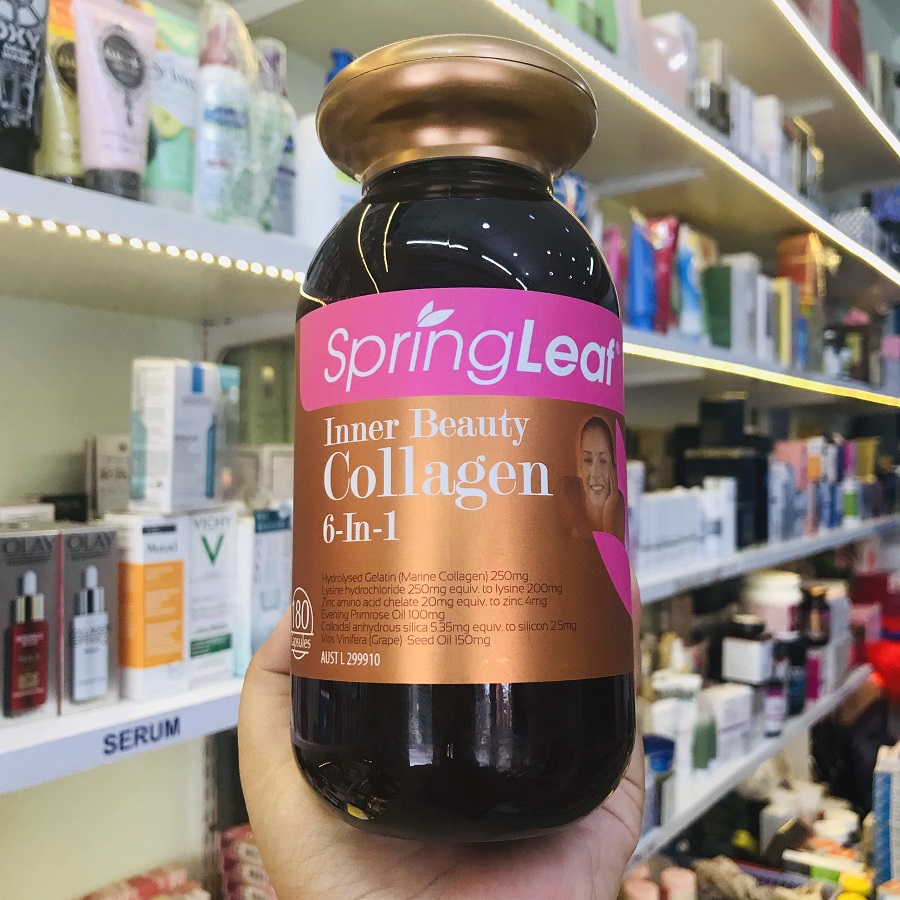 SpringLeaf
Inner Beauty
Collagen
6-In-1
Hydrolysed Gelatin (Marine Collagen) 250mg
Lysine hydrochloride 250mg equiv. to lysine 200mg
Zinc amino acid chelate 20mg equiv. to zinc 4mg
Evening Primrose Oil 100mg
Colloidal anhydrous silica 5.35mg equiv. to silicon 2.5mg
Vitis Vinifera (Grape) Seed Oil 150mg
180
capsules
AUST L 299910
OLAY
OLAY
Murad
VICHY
SERUM